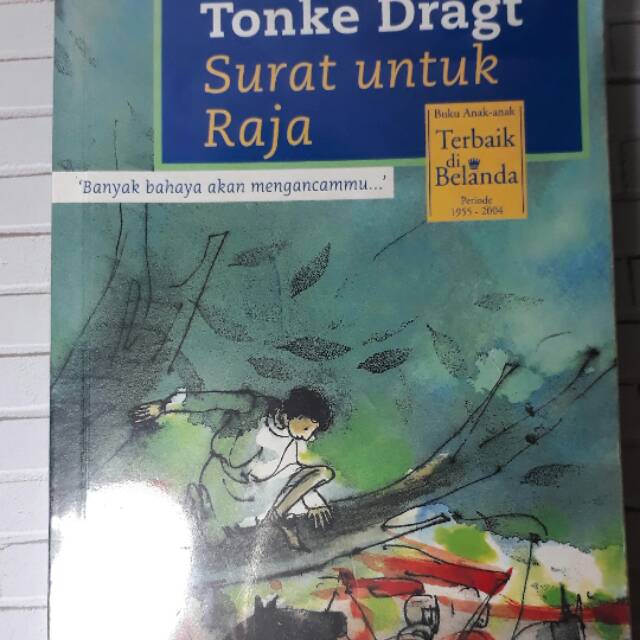 Tonke Dragt
Surat untuk
Raja
Buku Anak-anak
Terbaik
di
Belanda
Periode
1955 - 2004
'Banyak bahaya akan mengancammu...'